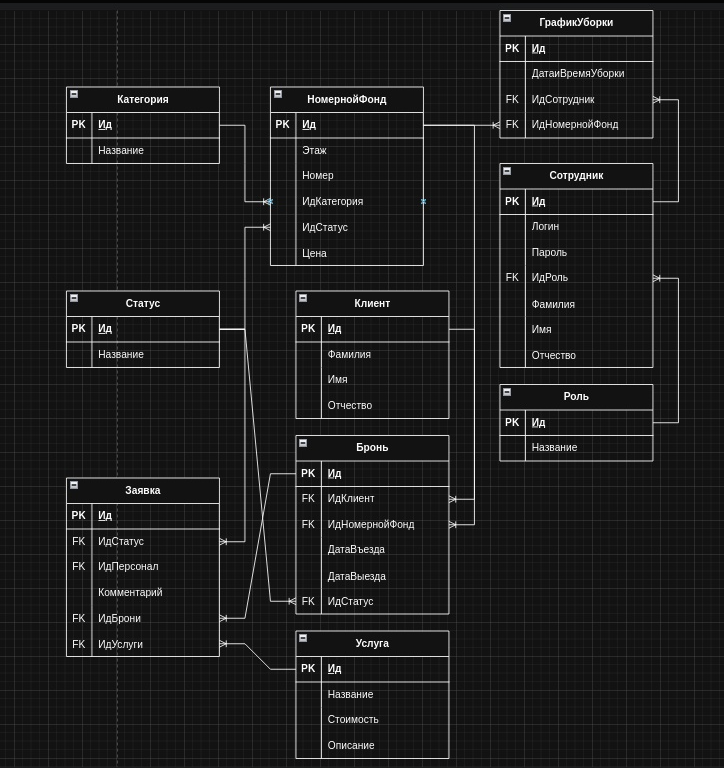 ГрафикУборки
PK Ид
ДатаиВремяУборки
FK ИдСотрудник
FK ИдНомернойФонд
Категория
PK Ид
Название
НомернойФонд
PK Ид
Этаж
Номер
ИдКатегория
ИдСтатус
Цена
Сотрудник
PK Ид
Логин
Пароль
FK ИдРоль
Фамилия
Имя
Отчество
Статус
PK Ид
Название
Клиент
PK Ид
Фамилия
Имя
Отчество
Роль
PK Ид
Название
Бронь
PK Ид
FK ИдКлиент
FK ИдНомернойФонд
ДатаВъезда
ДатаВыезда
FK ИдСтатус
Заявка
PK Ид
FK ИдСтатус
FK ИдПерсонал
Комментарий
FK ИдБрони
FK ИдУслуги
Услуга
PK Ид
Название
Стоимость
Описание